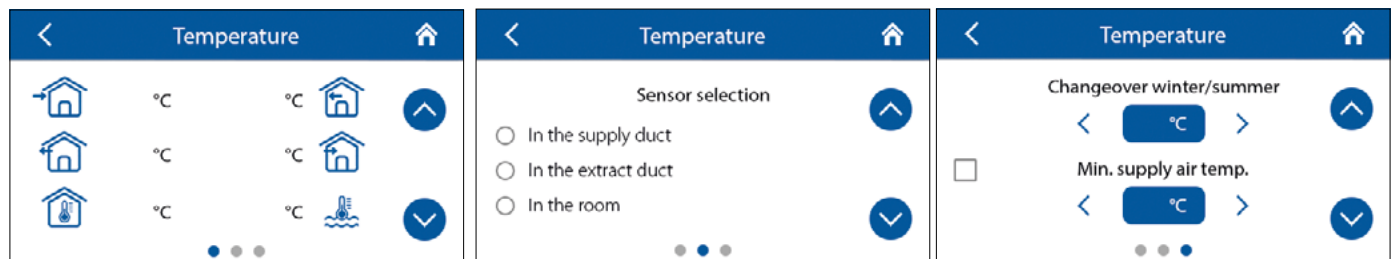 Temperature
°C °C
°C °C
°C °C
Temperature
Sensor selection
In the supply duct
In the extract duct
In the room
Temperature
Changeover winter/summer
°C
Min. supply air temp.
°C